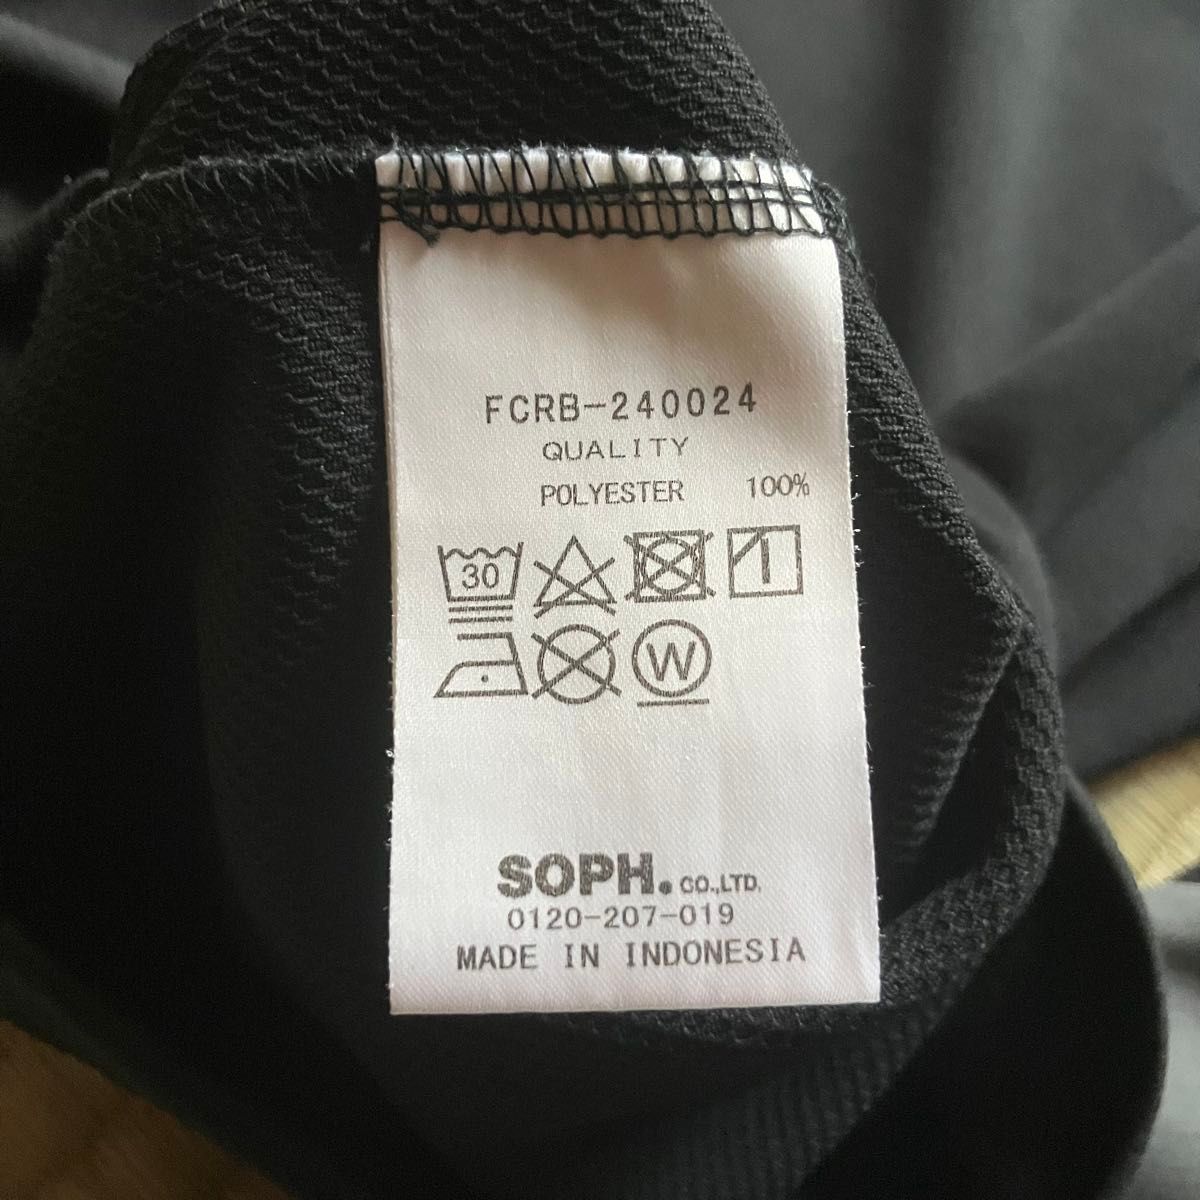 FCRB-240024
QUALITY
POLYESTER 100%
30
W
SOPH. CO.,LTD.
0120-207-019
MADE IN INDONESIA